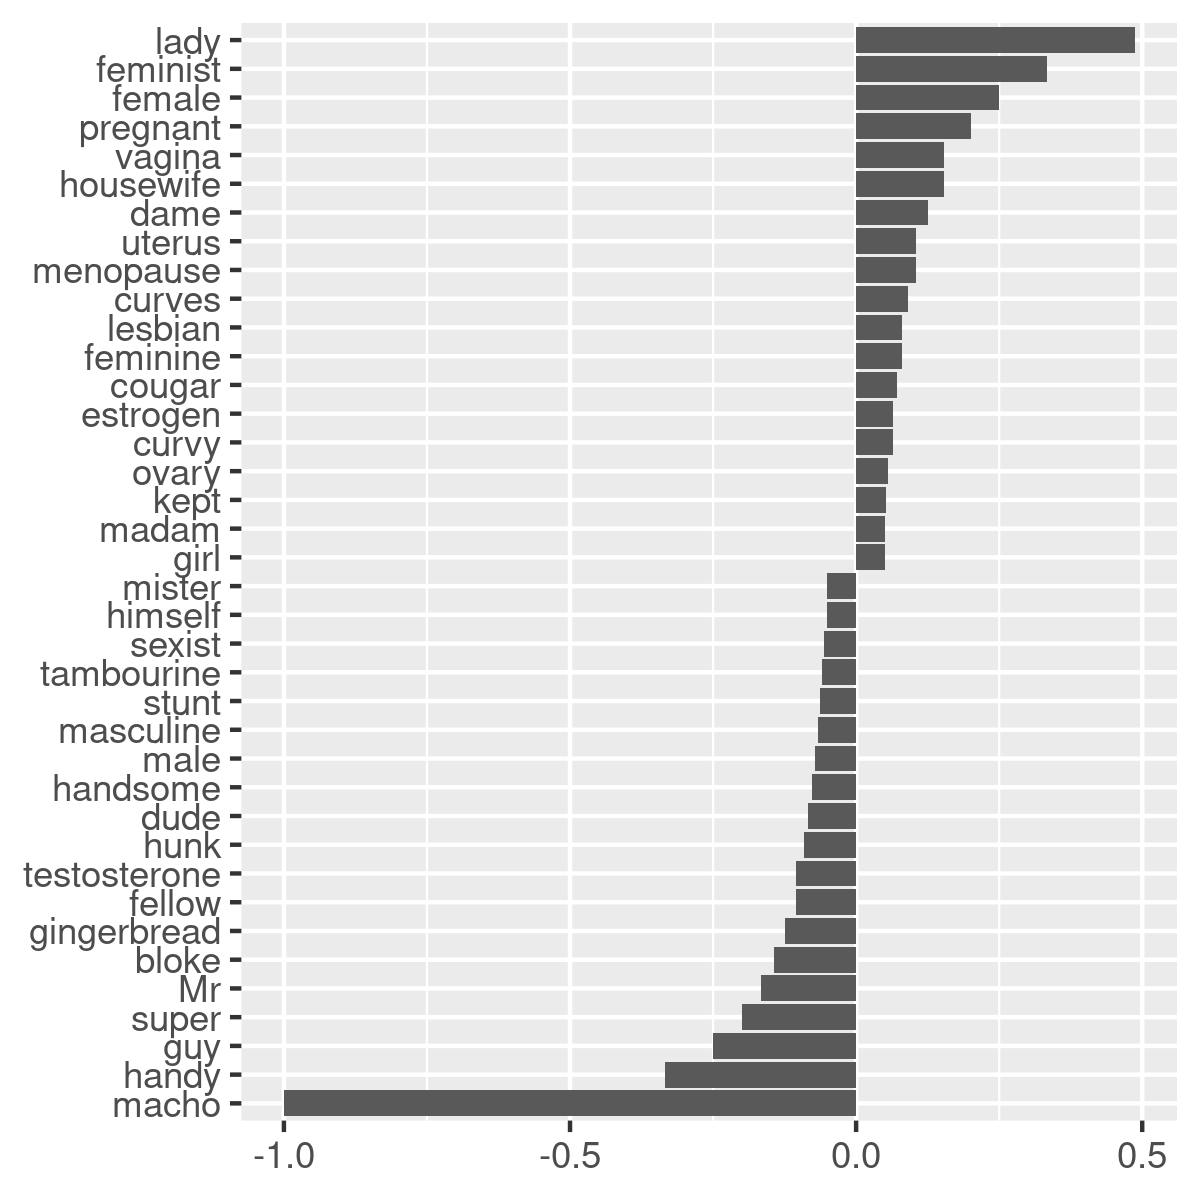 lady
feminist
female
pregnant
vagina
housewife
dame
uterus
menopause
curves
lesbian
feminine
cougar
estrogen
curvy
ovary
kept
madam
girl
mister
himself
sexist
tambourine
stunt
masculine
male
handsome
dude
hunk
testosterone
fellow
gingerbread
bloke
Mr
super
guy
handy
macho
-1.0 -0.5 0.0 0.5